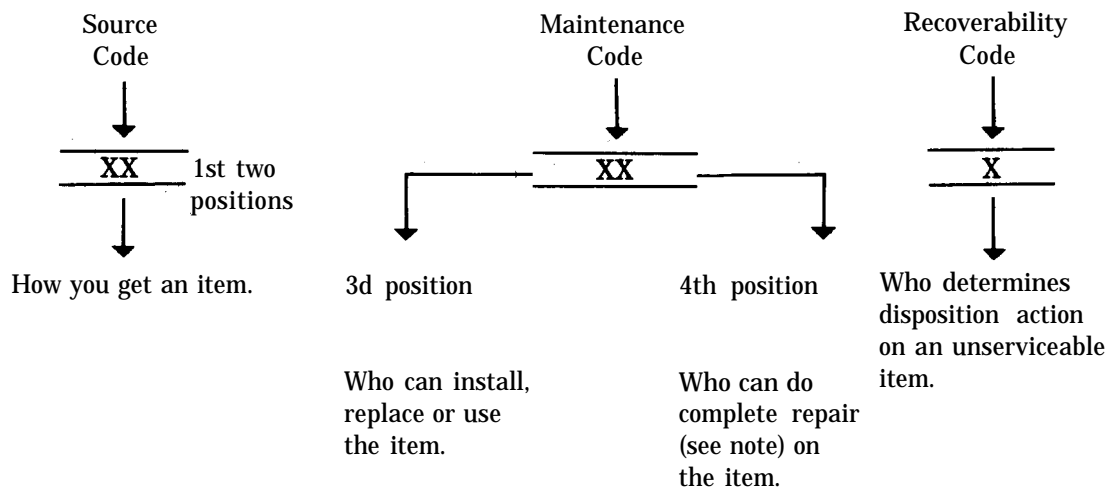 Source
Code
Maintenance
Code
Recoverability
Code
XX
1st two
positions
XX
X
How you get an item.
3d position
4th position
Who determines
disposition action
on an unserviceable
item.
Who can install,
replace or use
the item.
Who can do
complete repair
(see note) on
the item.